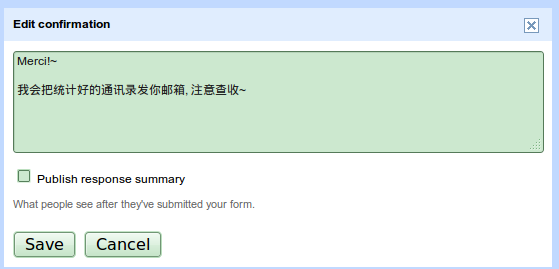 Edit confirmation
Merci!~
我会把统计好的通讯录发你邮箱, 注意查收~
Publish response summary
What people see after they've submitted your form.
Save Cancel